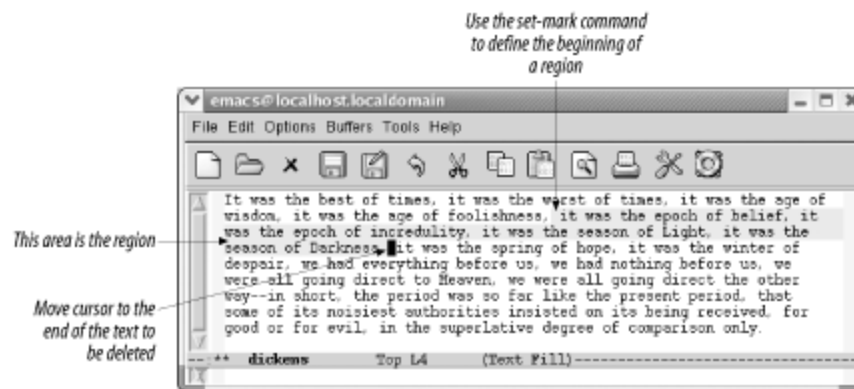 Use the set-mark command
to define the beginning of
a region
emacs@localhost.localdomain
File Edit Options Buffers Tools Help
It was the best of times, it was the worst of times, it was the age of
wisdom, it was the age of foolishness, it was the epoch of belief, it
was the epoch of incredulity, it was the season of Light, it was the
season of Darkness, it was the spring of hope, it was the winter of
despair, we had everything before us, we had nothing before us, we
were all going direct to Heaven, we were all going direct the other
way--in short, the period was so far like the present period, that
some of its noisiest authorities insisted on its being received, for
good or for evil, in the superlative degree of comparison only.
This area is the region
Move cursor to the
end of the text to
be deleted
--:** dickens Top L4 (Text Fill)